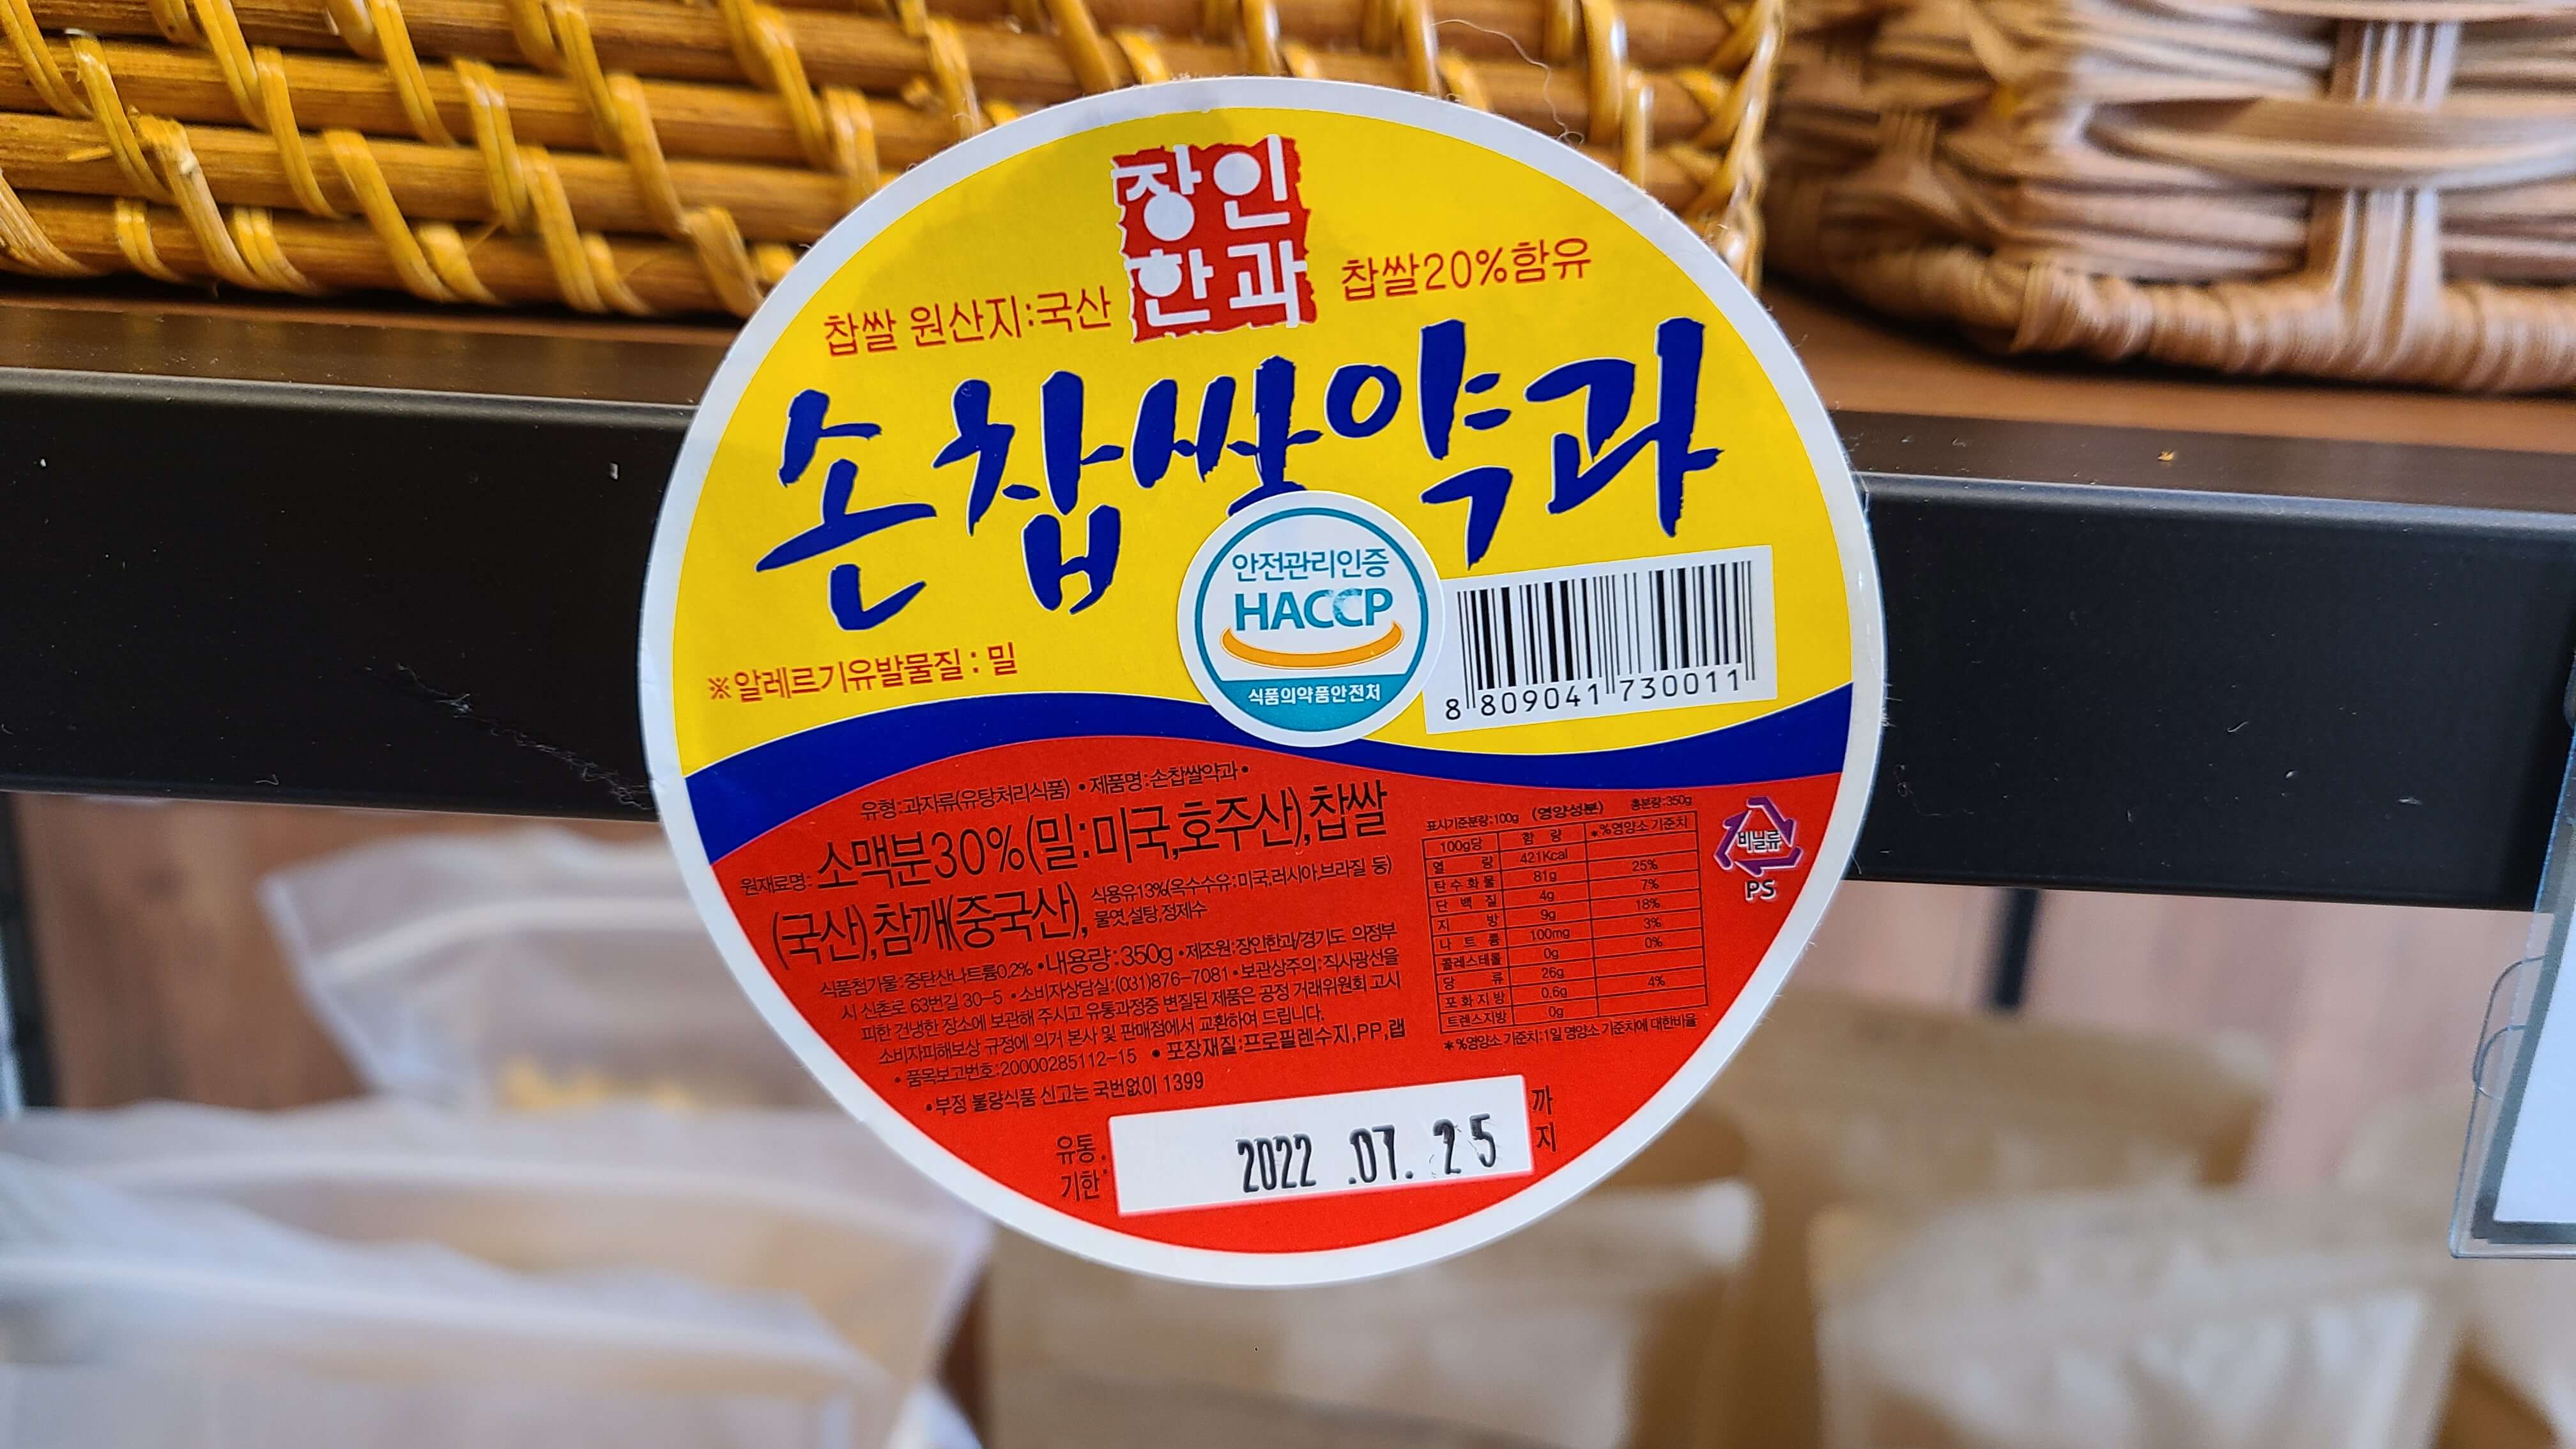 장인
한과
찹쌀 원산지:국산
찹쌀20%함유
손찹쌀약과
※알레르기유발물질 : 밀
안전관리인증
HACCP
식품의약품안전처
8 809041 730011
유형:과자류(유탕처리식품) • 제품명:손찹쌀약과 •
원재료명: 소맥분30%(밀:미국,호주산),찹쌀
(국산),참깨(중국산), 식용유13%(옥수수유:미국,러시아,브라질 등)
물엿,설탕,정제수
식품첨가물:중탄산나트륨0.2% •내용량:350g •제조원:장인한과/경기도 의정부
시 신촌로 63번길 30-5 •소비자상담실:(031)876-7081 •보관상주의:직사광선을
피한 건냉한 장소에 보관해 주시고 유통과정중 변질된 제품은 공정 거래위원회 고시
소비자피해보상 규정에 의거 본사 및 판매점에서 교환하여 드립니다.
• 품목보고번호:20000285112-15 • 포장재질:프로필렌수지,PP,랩
•부정 불량식품 신고는 국번없이 1399
표시기준분량:100g (영양성분) 총분량:350g
100g당 함 량 *%영양소기준치
열 량 421Kcal
탄수화물 81g 25%
단 백 질 4g 7%
지 방 9g 18%
나 트 륨 100mg 3%
콜레스테롤 0g 0%
당 류 26g
포화지방 0.6g 4%
트렌스지방 0g
*%영양소 기준치:1일 영양소 기준치에 대한비율
비닐류
PS
유통
기한
2022 .07. 25
까
지